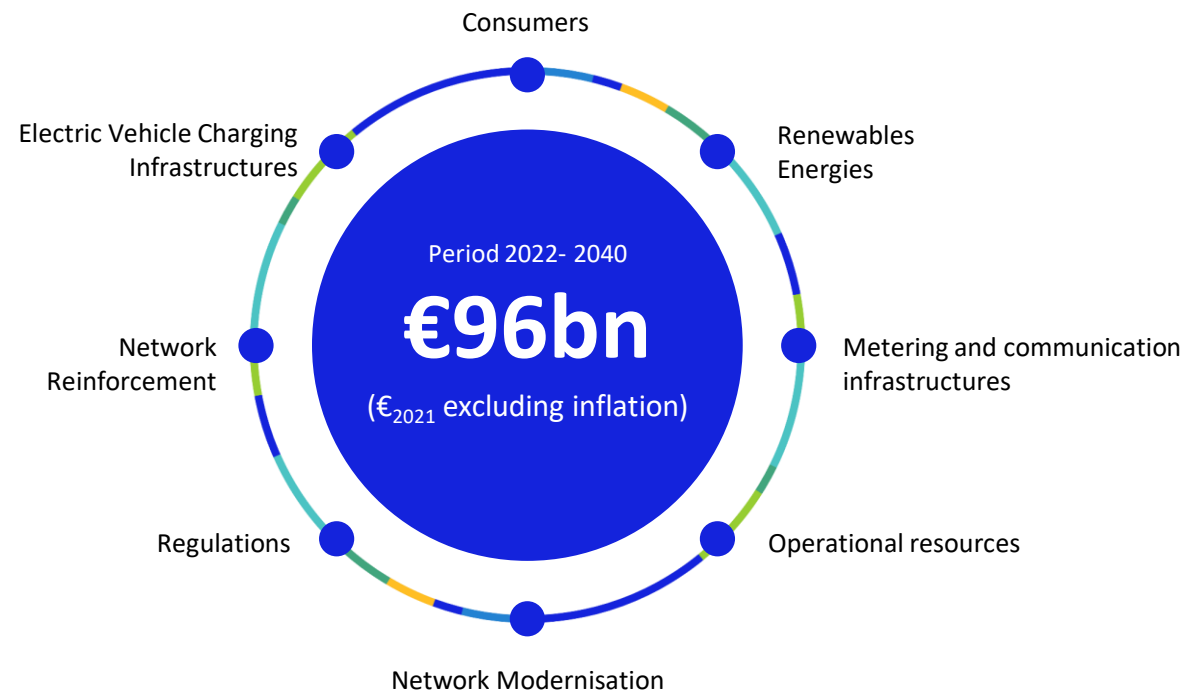 Consumers
Electric Vehicle Charging
Infrastructures
Renewables
Energies
Period 2022- 2040
€96bn
(€2021 excluding inflation)
Network
Reinforcement
Metering and communication
infrastructures
Regulations
Operational resources
Network Modernisation